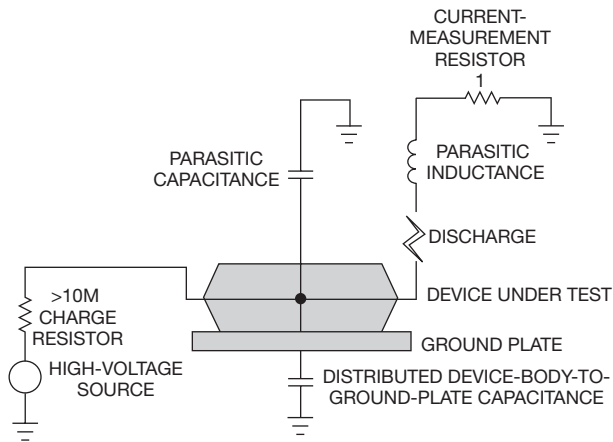 CURRENT-
MEASUREMENT
RESISTOR
1
PARASITIC
CAPACITANCE
PARASITIC
INDUCTANCE
DISCHARGE
DEVICE UNDER TEST
>10M
CHARGE
RESISTOR
GROUND PLATE
HIGH-VOLTAGE
SOURCE
DISTRIBUTED DEVICE-BODY-TO-
GROUND-PLATE CAPACITANCE